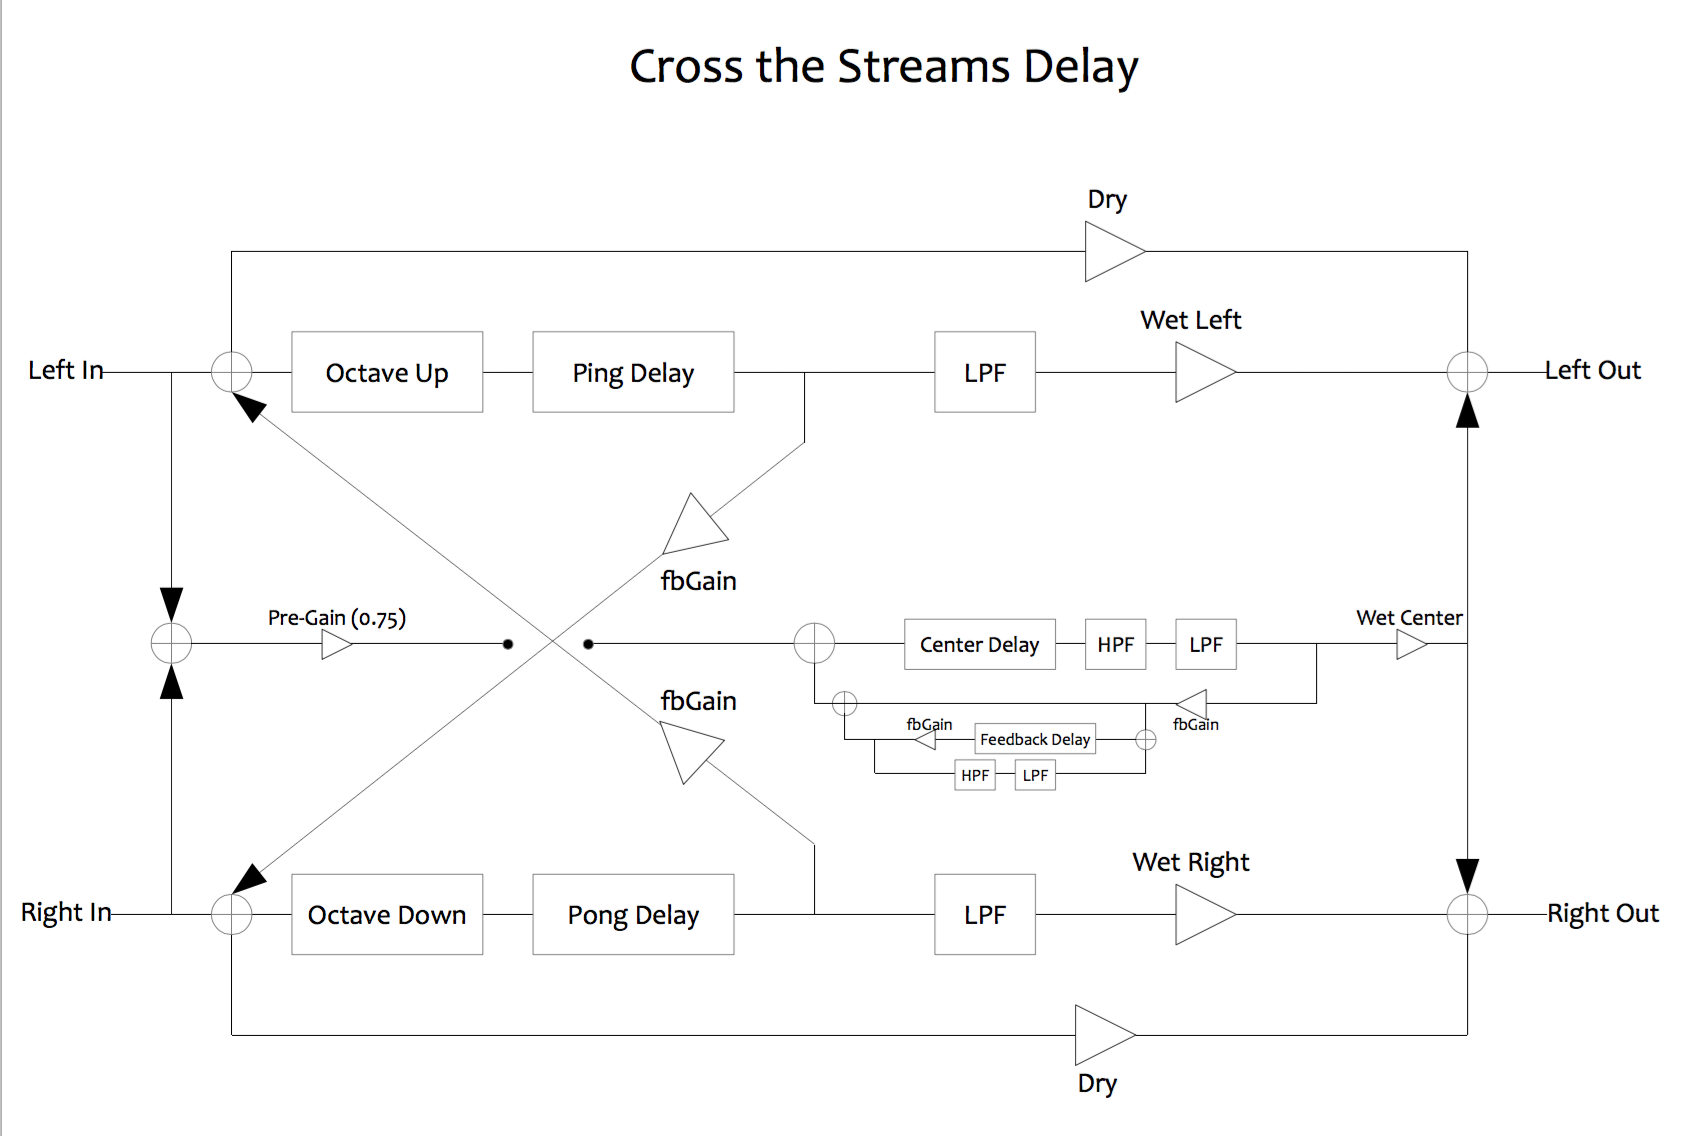 Cross the Streams Delay
Dry
Wet Left
Left In
Octave Up
Ping Delay
LPF
Left Out
fbGain
Pre-Gain (0.75)
Wet Center
Center Delay
HPF
LPF
fbGain
fbGain
fbGain
Feedback Delay
HPF
LPF
Wet Right
Right In
Octave Down
Pong Delay
LPF
Right Out
Dry